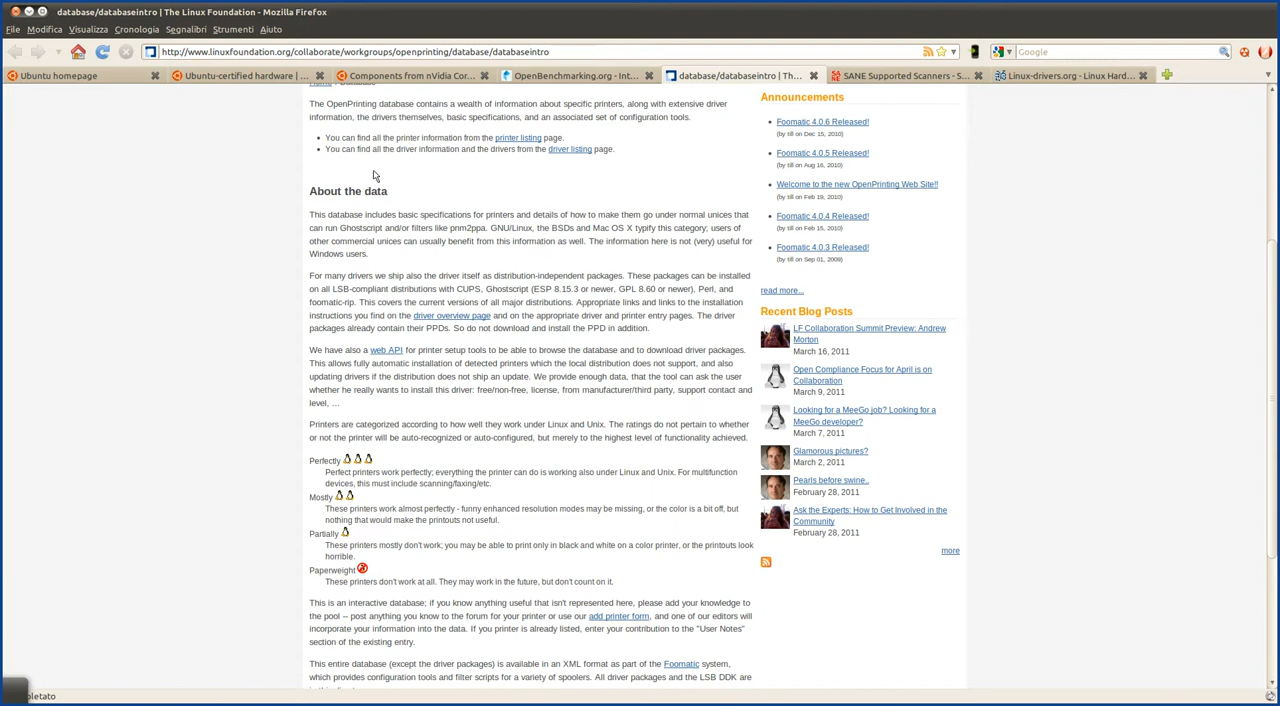 database/databaseintro | The Linux Foundation - Mozilla Firefox
File Modifica Visualizza Cronologia Segnalibri Strumenti Aiuto
http://www.linuxfoundation.org/collaborate/workgroups/openprinting/database/databaseintro
Google
Ubuntu homepage
Ubuntu-certified hardware | ...
Components from nVidia Cor...
OpenBenchmarking.org - Int...
database/databaseintro | Th...
SANE Supported Scanners - S...
Linux-drivers.org - Linux Hard...
The OpenPrinting database contains a wealth of information about specific printers, along with extensive driver
information, the drivers themselves, basic specifications, and an associated set of configuration tools.
• You can find all the printer information from the printer listing page.
• You can find all the driver information and the drivers from the driver listing page.
About the data
This database includes basic specifications for printers and details of how to make them go under normal unices that
can run Ghostscript and/or filters like pnm2ppa. GNU/Linux, the BSDs and Mac OS X typify this category; users of
other commercial unices can usually benefit from this information as well. The information here is not (very) useful for
Windows users.
For many drivers we ship also the driver itself as distribution-independent packages. These packages can be installed
on all LSB-compliant distributions with CUPS, Ghostscript (ESP 8.15.3 or newer, GPL 8.60 or newer), Perl, and
foomatic-rip. This covers the current versions of all major distributions. Appropriate links and links to the installation
instructions you find on the driver overview page and on the appropriate driver and printer entry pages. The driver
packages already contain their PPDs. So do not download and install the PPD in addition.
We have also a web API for printer setup tools to be able to browse the database and to download driver packages.
This allows fully automatic installation of detected printers which the local distribution does not support, and also
updating drivers if the distribution does not ship an update. We provide enough data, that the tool can ask the user
whether he really wants to install this driver: free/non-free, license, from manufacturer/third party, support contact and
level, …
Printers are categorized according to how well they work under Linux and Unix. The ratings do not pertain to whether
or not the printer will be auto-recognized or auto-configured, but merely to the highest level of functionality achieved.
Perfectly
Perfect printers work perfectly; everything the printer can do is working also under Linux and Unix. For multifunction
devices, this must include scanning/faxing/etc.
Mostly
These printers work almost perfectly - funny enhanced resolution modes may be missing, or the color is a bit off, but
nothing that would make the printouts not useful.
Partially
These printers mostly don't work; you may be able to print only in black and white on a color printer, or the printouts look
horrible.
Paperweight
These printers don't work at all. They may work in the future, but don't count on it.
This is an interactive database; if you know anything useful that isn't represented here, please add your knowledge to
the pool -- post anything you know to the forum for your printer or use our add printer form, and one of our editors will
incorporate your information into the data. If you printer is already listed, enter your contribution to the "User Notes"
section of the existing entry.
This entire database (except the driver packages) is available in an XML format as part of the Foomatic system,
which provides configuration tools and filter scripts for a variety of spoolers. All driver packages and the LSB DDK are
Announcements
• Foomatic 4.0.6 Released!
(by till on Dec 15, 2010)
• Foomatic 4.0.5 Released!
(by till on Aug 16, 2010)
• Welcome to the new OpenPrinting Web Site!!
(by till on Feb 19, 2010)
• Foomatic 4.0.4 Released!
(by till on Feb 15, 2010)
• Foomatic 4.0.3 Released!
(by till on Sep 01, 2009)
read more...
Recent Blog Posts
LF Collaboration Summit Preview: Andrew
Morton
March 16, 2011
Open Compliance Focus for April is on
Collaboration
March 9, 2011
Looking for a MeeGo job? Looking for a
MeeGo developer?
March 7, 2011
Glamorous pictures?
March 2, 2011
Pearls before swine..
February 28, 2011
Ask the Experts: How to Get Involved in the
Community
February 28, 2011
more
pletato